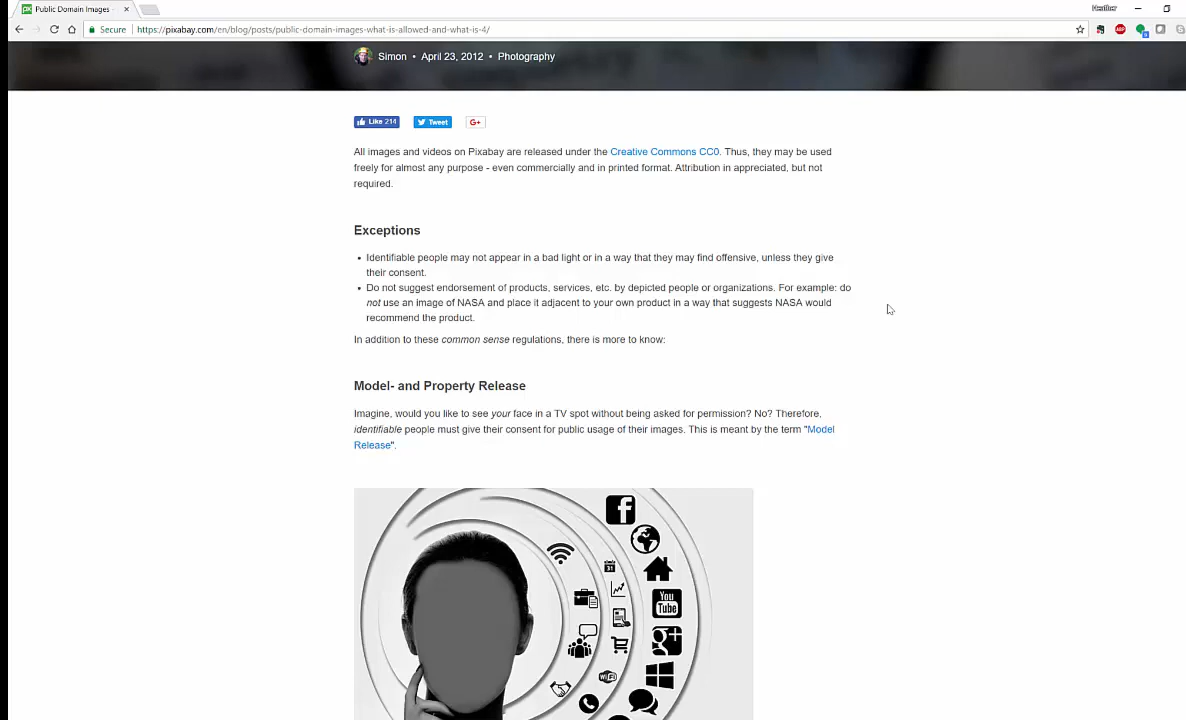 Public Domain Images -
Heather
Secure
https://pixabay.com/en/blog/posts/public-domain-images-what-is-allowed-and-what-is-4/
Simon • April 23, 2012 • Photography
Like 214
Tweet
G+
All images and videos on Pixabay are released under the Creative Commons CC0. Thus, they may be used
freely for almost any purpose - even commercially and in printed format. Attribution in appreciated, but not
required.
Exceptions
• Identifiable people may not appear in a bad light or in a way that they may find offensive, unless they give
their consent.
• Do not suggest endorsement of products, services, etc. by depicted people or organizations. For example: do
not use an image of NASA and place it adjacent to your own product in a way that suggests NASA would
recommend the product.
In addition to these common sense regulations, there is more to know:
Model- and Property Release
Imagine, would you like to see your face in a TV spot without being asked for permission? No? Therefore,
identifiable people must give their consent for public usage of their images. This is meant by the term "Model
Release".
f
31
You
Tube
g+
WiFi